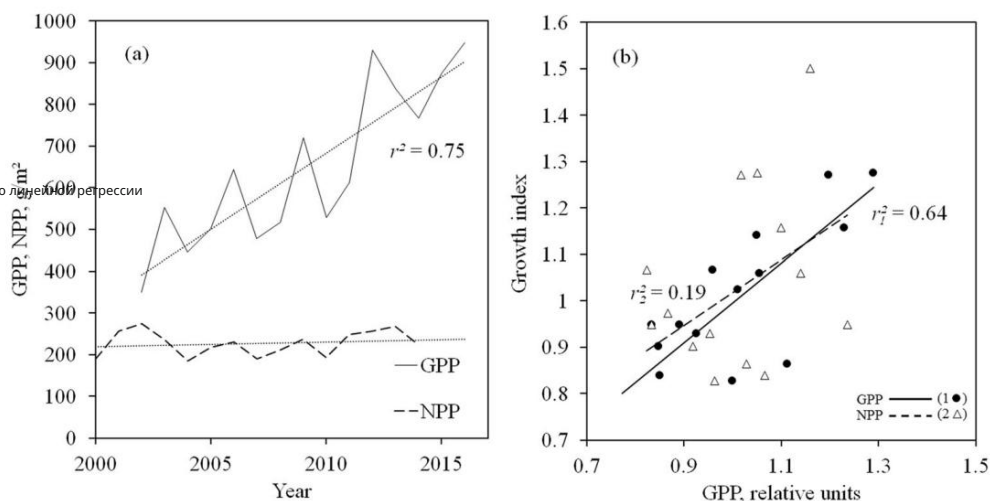 (a)
1000
900
800
700
600
500
400
300
200
100
0
GPP, NPP, g/m²
о линейной регрессии
r² = 0.75
GPP
NPP
2000
2005
2010
2015
Year
(b)
1.6
1.5
1.4
1.3
1.2
1.1
1
0.9
0.8
0.7
Growth index
r₁² = 0.64
r₂² = 0.19
GPP (1 ●)
NPP (2 △)
0.7
0.9
1.1
1.3
1.5
GPP, relative units